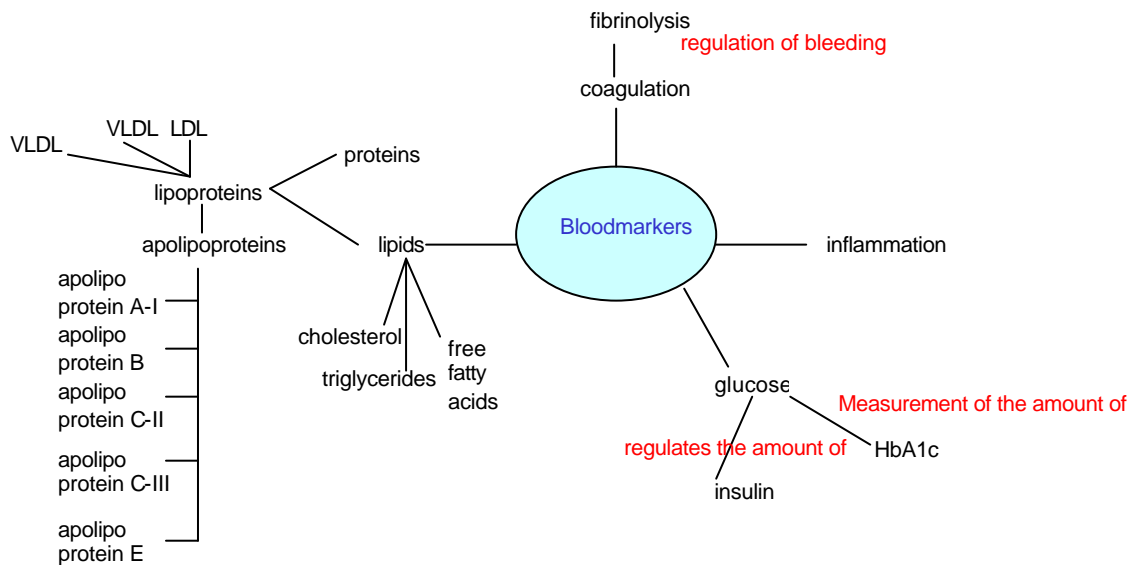 fibrinolysis
regulation of bleeding
coagulation
VLDL
VLDL LDL
proteins
lipoproteins
apolipoproteins
lipids
Bloodmarkers
inflammation
apolipo
protein A-I
apolipo
protein B
apolipo
protein C-II
apolipo
protein C-III
apolipo
protein E
cholesterol
triglycerides
free
fatty
acids
glucose
Measurement of the amount of
regulates the amount of
HbA1c
insulin